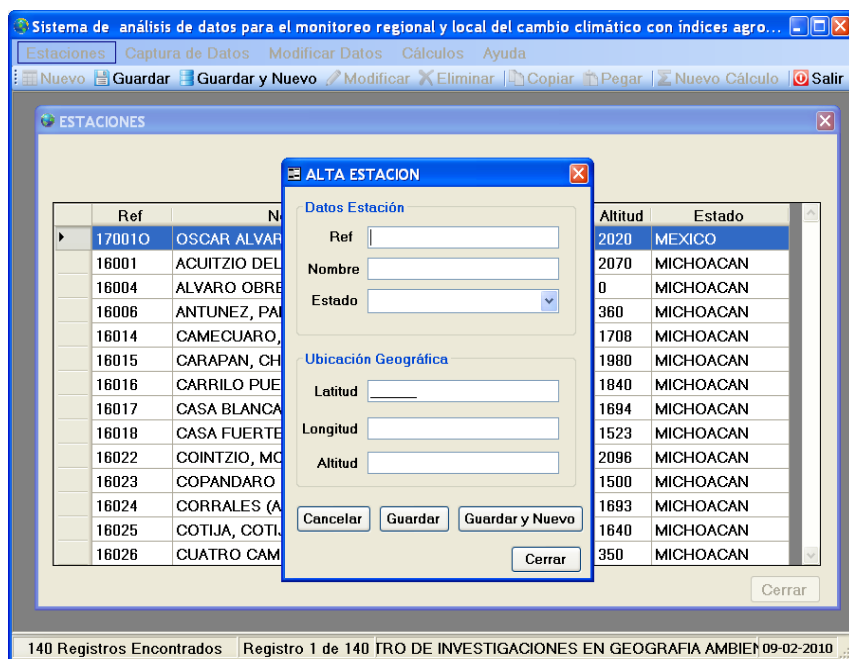 Sistema de análisis de datos para el monitoreo regional y local del cambio climático con índices agro...
Estaciones Captura de Datos Modificar Datos Cálculos Ayuda
Nuevo Guardar Guardar y Nuevo Modificar Eliminar Copiar Pegar Nuevo Cálculo Salir
ESTACIONES
ALTA ESTACION
Datos Estación
Ref
Nombre
Estado
Ubicación Geográfica
Latitud ______
Longitud
Altitud
Cancelar Guardar Guardar y Nuevo
Cerrar
Ref N Altitud Estado
17001O OSCAR ALVAR 2020 MEXICO
16001 ACUITZIO DEL 2070 MICHOACAN
16004 ALVARO OBRE 0 MICHOACAN
16006 ANTUNEZ, PA 360 MICHOACAN
16014 CAMECUARO, 1708 MICHOACAN
16015 CARAPAN, CH 1980 MICHOACAN
16016 CARRILO PUE 1840 MICHOACAN
16017 CASA BLANCA 1694 MICHOACAN
16018 CASA FUERTE 1523 MICHOACAN
16022 COINTZIO, MO 2096 MICHOACAN
16023 COPANDARO 1500 MICHOACAN
16024 CORRALES (A 1693 MICHOACAN
16025 COTIJA, COTI 1640 MICHOACAN
16026 CUATRO CAM 350 MICHOACAN
Cerrar
140 Registros Encontrados Registro 1 de 140 TRO DE INVESTIGACIONES EN GEOGRAFIA AMBIEN 09-02-2010